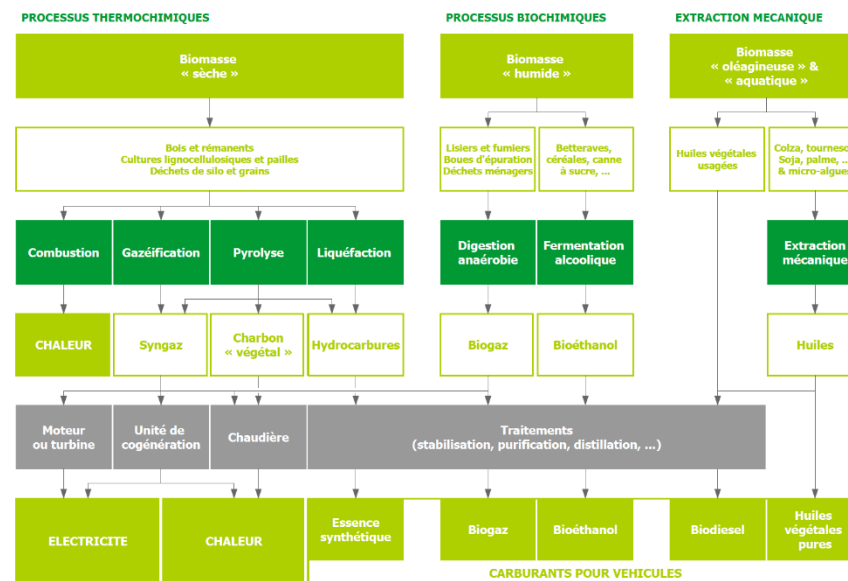 PROCESSUS THERMOCHIMIQUES
PROCESSUS BIOCHIMIQUES
EXTRACTION MECANIQUE
Biomasse
« sèche »
Biomasse
« humide »
Biomasse
« oléagineuse » &
« aquatique »
Bois et rémanents
Cultures lignocellulosiques et pailles
Déchets de silo et grains
Lisiers et fumiers
Boues d'épuration
Déchets ménagers
Betteraves,
céréales, canne
à sucre, ...
Huiles végétales
usagées
Colza, tourneso
Soja, palme, ...
& micro-algues
Combustion
Gazéification
Pyrolyse
Liquéfaction
Digestion
anaérobie
Fermentation
alcoolique
Extraction
mécanique
CHALEUR
Syngaz
Charbon
« végétal »
Hydrocarbures
Biogaz
Bioéthanol
Huiles
Moteur
ou turbine
Unité de
cogénération
Chaudière
Traitements
(stabilisation, purification, distillation, ...)
ELECTRICITE
CHALEUR
Essence
synthétique
Biogaz
Bioéthanol
Biodiesel
Huiles
végétales
pures
CARBURANTS POUR VEHICULES